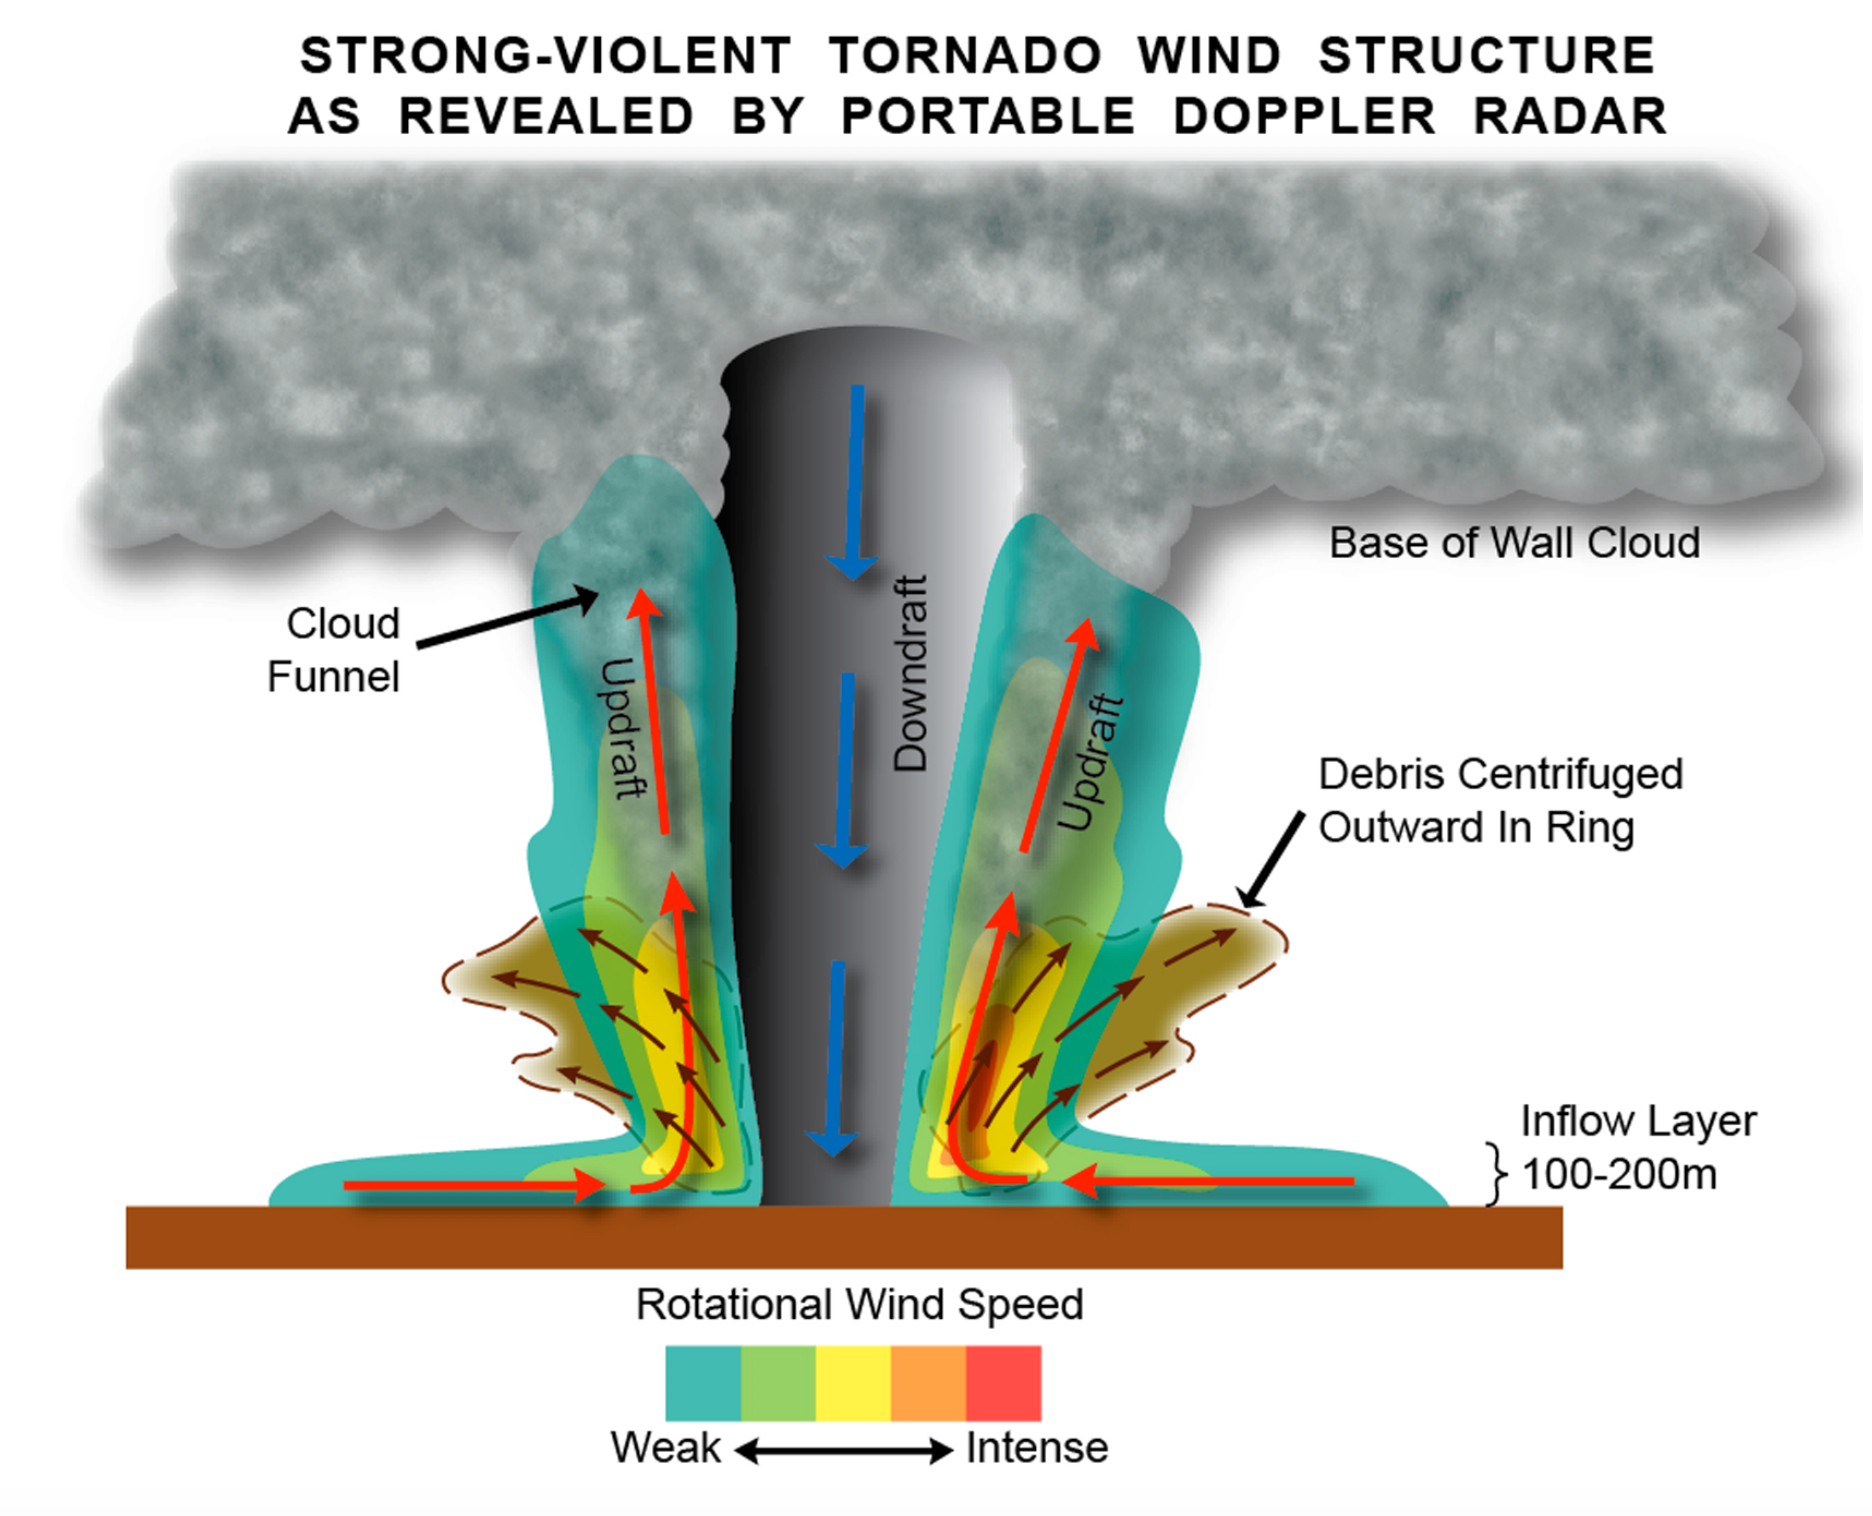 STRONG-VIOLENT TORNADO WIND STRUCTURE
AS REVEALED BY PORTABLE DOPPLER RADAR
Base of Wall Cloud
Cloud
Funnel
Updraft
Downdraft
Updraft
Debris Centrifuged
Outward In Ring
Inflow Layer
100-200m
Rotational Wind Speed
Weak
Intense